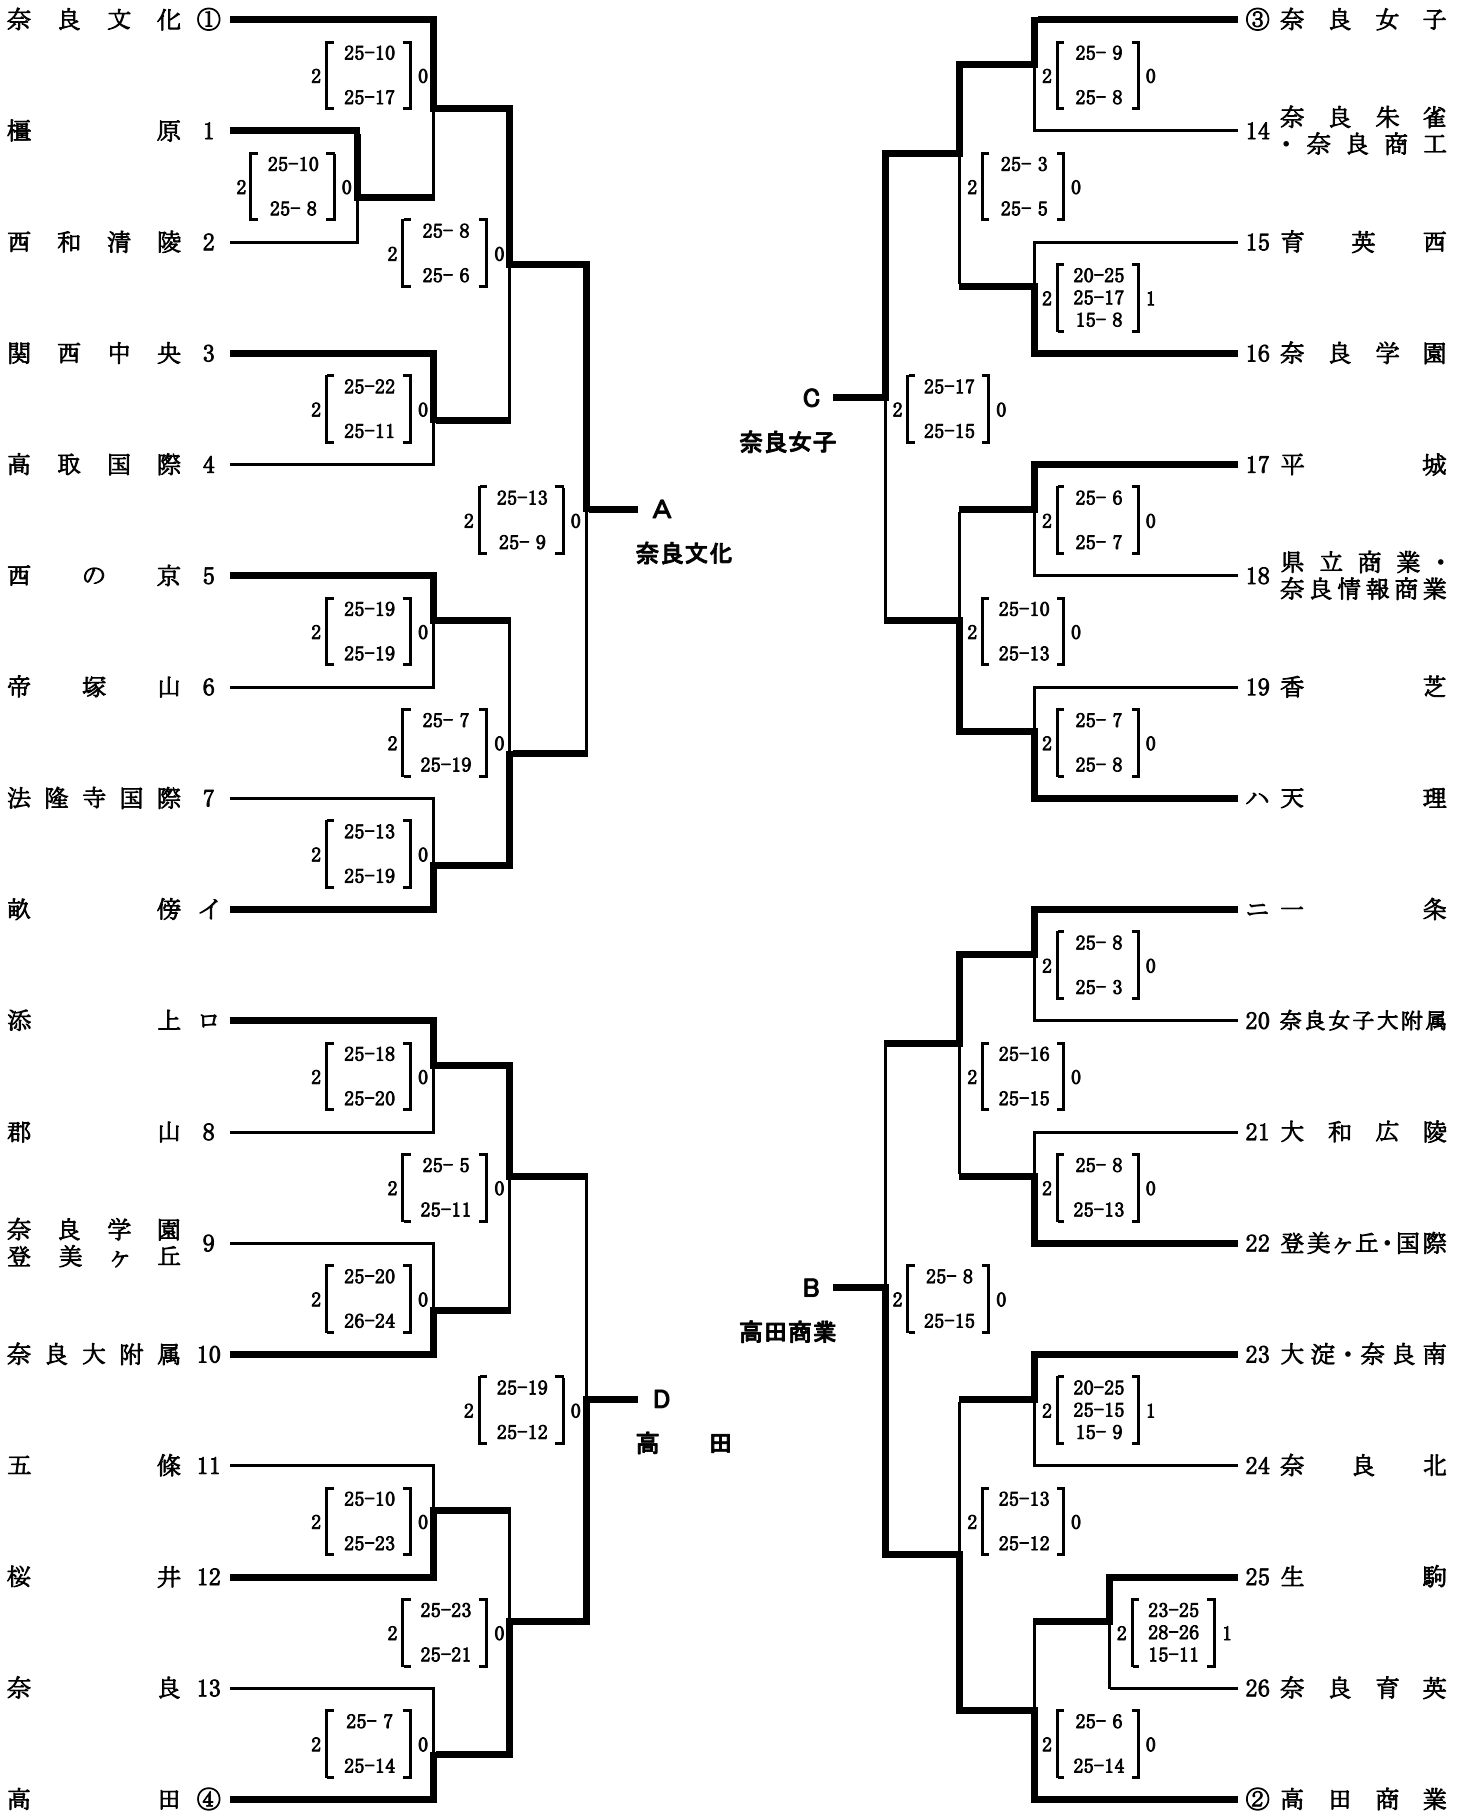 奈良文化 ①
25-10
2 0
25-17
橿原 1
25-10
2 0
25- 8
西和清陵 2
25- 8
2 0
25- 6
関西中央 3
25-22
2 0
25-11
高取国際 4
25-13
2 0
25- 9
A
奈良文化
西の京 5
25-19
2 0
25-19
帝塚山 6
25- 7
2 0
25-19
法隆寺国際 7
25-13
2 0
25-19
畝傍 イ
添上 ロ
25-18
2 0
25-20
郡山 8
25- 5
2 0
25-11
奈良学園
登美ヶ丘 9
25-20
2 0
26-24
奈良大附属 10
25-19
2 0
25-12
D
高田
五條 11
25-10
2 0
25-23
桜井 12
25-23
2 0
25-21
奈良 13
25- 7
2 0
25-14
高田 ④
③ 奈良女子
25- 9
2 0
25- 8
14 奈良朱雀
・奈良商工
25- 3
2 0
25- 5
15 育英西
20-25
2 25-17 1
15- 8
16 奈良学園
C
奈良女子
25-17
2 0
25-15
17 平城
25- 6
2 0
25- 7
18 県立商業・
奈良情報商業
25-10
2 0
25-13
19 香芝
25- 7
2 0
25- 8
ハ 天理
ニ 一条
25- 8
2 0
25- 3
20 奈良女子大附属
25-16
2 0
25-15
21 大和広陵
25- 8
2 0
25-13
22 登美ヶ丘・国際
B
高田商業
25- 8
2 0
25-15
23 大淀・奈良南
20-25
2 25-15 1
15- 9
24 奈良北
25-13
2 0
25-12
25 生駒
23-25
2 28-26 1
15-11
26 奈良育英
25- 6
2 0
25-14
② 高田商業